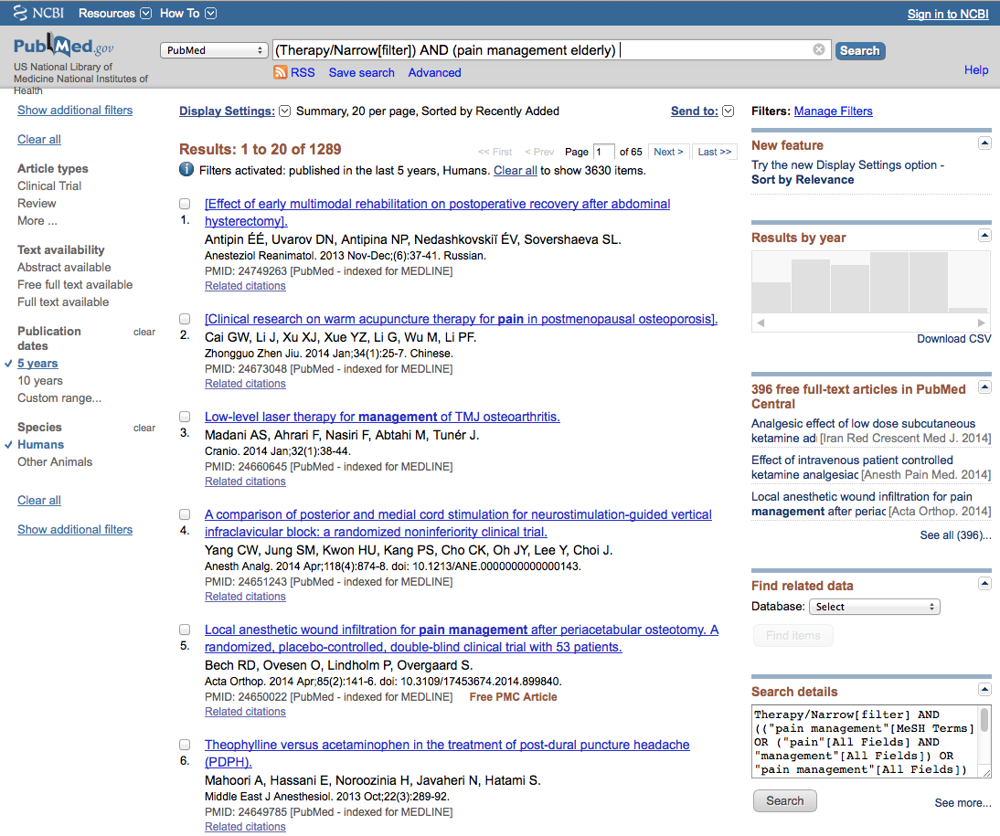 NCBI Resources How To Sign in to NCBI
PubMed.gov
US National Library of
Medicine National Institutes of
Health
PubMed (Therapy/Narrow[filter]) AND (pain management elderly) Search
RSS Save search Advanced Help
Show additional filters
Clear all
Article types
Clinical Trial
Review
More ...
Text availability
Abstract available
Free full text available
Full text available
Publication clear
dates
5 years
10 years
Custom range...
Species clear
Humans
Other Animals
Clear all
Show additional filters
Display Settings: Summary, 20 per page, Sorted by Recently Added Send to:
Results: 1 to 20 of 1289 << First < Prev Page 1 of 65 Next > Last >>
Filters activated: published in the last 5 years, Humans. Clear all to show 3630 items.
[Effect of early multimodal rehabilitation on postoperative recovery after abdominal
1. hysterectomy].
Antipin ÉÉ, Uvarov DN, Antipina NP, Nedashkovskiĭ ÉV, Sovershaeva SL.
Anesteziol Reanimatol. 2013 Nov-Dec;(6):37-41. Russian.
PMID: 24749263 [PubMed - indexed for MEDLINE]
Related citations
[Clinical research on warm acupuncture therapy for pain in postmenopausal osteoporosis].
2. Cai GW, Li J, Xu XJ, Xue YZ, Li G, Wu M, Li PF.
Zhongguo Zhen Jiu. 2014 Jan;34(1):25-7. Chinese.
PMID: 24673048 [PubMed - indexed for MEDLINE]
Related citations
Low-level laser therapy for management of TMJ osteoarthritis.
3. Madani AS, Ahrari F, Nasiri F, Abtahi M, Tunér J.
Cranio. 2014 Jan;32(1):38-44.
PMID: 24660645 [PubMed - indexed for MEDLINE]
Related citations
A comparison of posterior and medial cord stimulation for neurostimulation-guided vertical
4. infraclavicular block: a randomized noninferiority clinical trial.
Yang CW, Jung SM, Kwon HU, Kang PS, Cho CK, Oh JY, Lee Y, Choi J.
Anesth Analg. 2014 Apr;118(4):874-8. doi: 10.1213/ANE.0000000000000143.
PMID: 24651243 [PubMed - indexed for MEDLINE]
Related citations
Local anesthetic wound infiltration for pain management after periacetabular osteotomy. A
5. randomized, placebo-controlled, double-blind clinical trial with 53 patients.
Bech RD, Ovesen O, Lindholm P, Overgaard S.
Acta Orthop. 2014 Apr;85(2):141-6. doi: 10.3109/17453674.2014.899840.
PMID: 24650022 [PubMed - indexed for MEDLINE] Free PMC Article
Related citations
Theophylline versus acetaminophen in the treatment of post-dural puncture headache
6. (PDPH).
Mahoori A, Hassani E, Noroozinia H, Javaheri N, Hatami S.
Middle East J Anesthesiol. 2013 Oct;22(3):289-92.
PMID: 24649785 [PubMed - indexed for MEDLINE]
Related citations
Filters: Manage Filters
New feature
Try the new Display Settings option -
Sort by Relevance
Results by year
Download CSV
396 free full-text articles in PubMed
Central
Analgesic effect of low dose subcutaneous
ketamine ad [Iran Red Crescent Med J. 2014]
Effect of intravenous patient controlled
ketamine analgesiac [Anesth Pain Med. 2014]
Local anesthetic wound infiltration for pain
management after periac [Acta Orthop. 2014]
See all (396)...
Find related data
Database: Select
Find items
Search details
Therapy/Narrow[filter] AND
(("pain management"[MeSH Terms]
OR ("pain"[All Fields] AND
"management"[All Fields]) OR
"pain management"[All Fields])
Search See more...